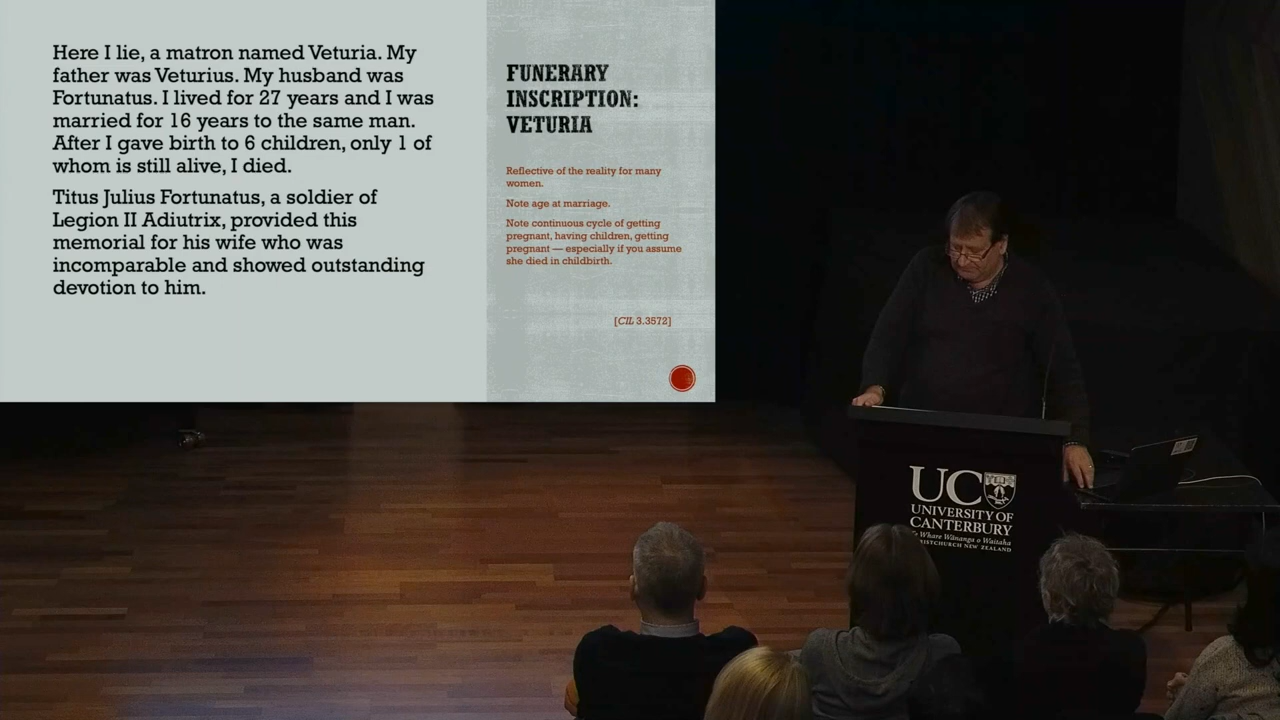 Here I lie, a matron named Veturia. My
father was Veturius. My husband was
Fortunatus. I lived for 27 years and I was
married for 16 years to the same man.
After I gave birth to 6 children, only 1 of
whom is still alive, I died.
Titus Julius Fortunatus, a soldier of
Legion II Adiutrix, provided this
memorial for his wife who was
incomparable and showed outstanding
devotion to him.
FUNERARY
INSCRIPTION:
VETURIA
Reflective of the reality for many
women.
Note age at marriage.
Note continuous cycle of getting
pregnant, having children, getting
pregnant — especially if you assume
she died in childbirth.
[CIL 3.3572]
UC
UNIVERSITY OF
CANTERBURY
Te Whare Wānanga o Waitaha
CHRISTCHURCH NEW ZEALAND